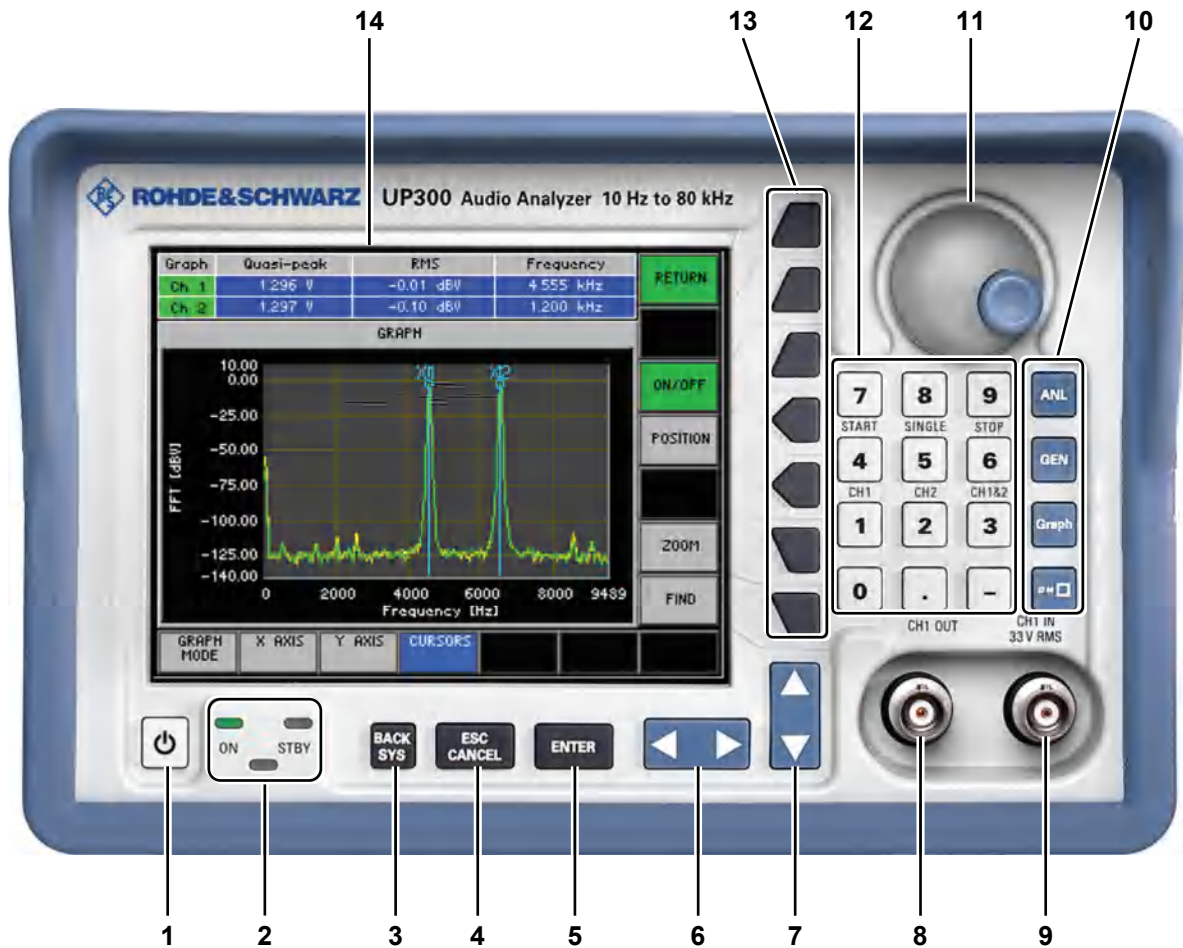 14 13 12 11 10
ROHDE&SCHWARZ UP300 Audio Analyzer 10 Hz to 80 kHz
Graph Quasi-peak RMS Frequency
Ch 1 1.296 V -0.01 dBV 4.555 kHz
Ch 2 1.297 V -0.10 dBV 1.200 kHz
RETURN
GRAPH
ON/OFF
POSITION
ZOOM
FIND
FFT [dBV]
10.00
0.00
-25.00
-50.00
-75.00
-100.00
-125.00
-140.00
0 2000 4000 6000 8000 9489
Frequency [Hz]
GRAPH MODE X AXIS Y AXIS CURSORS
7 8 9 ANL
START SINGLE STOP
4 5 6 GEN
CH1 CH2 CH1&2
1 2 3 Graph
0 . –
CH1 OUT
CH1 IN
33 V RMS
ON STBY
BACK SYS
ESC CANCEL
ENTER
1 2 3 4 5 6 7 8 9